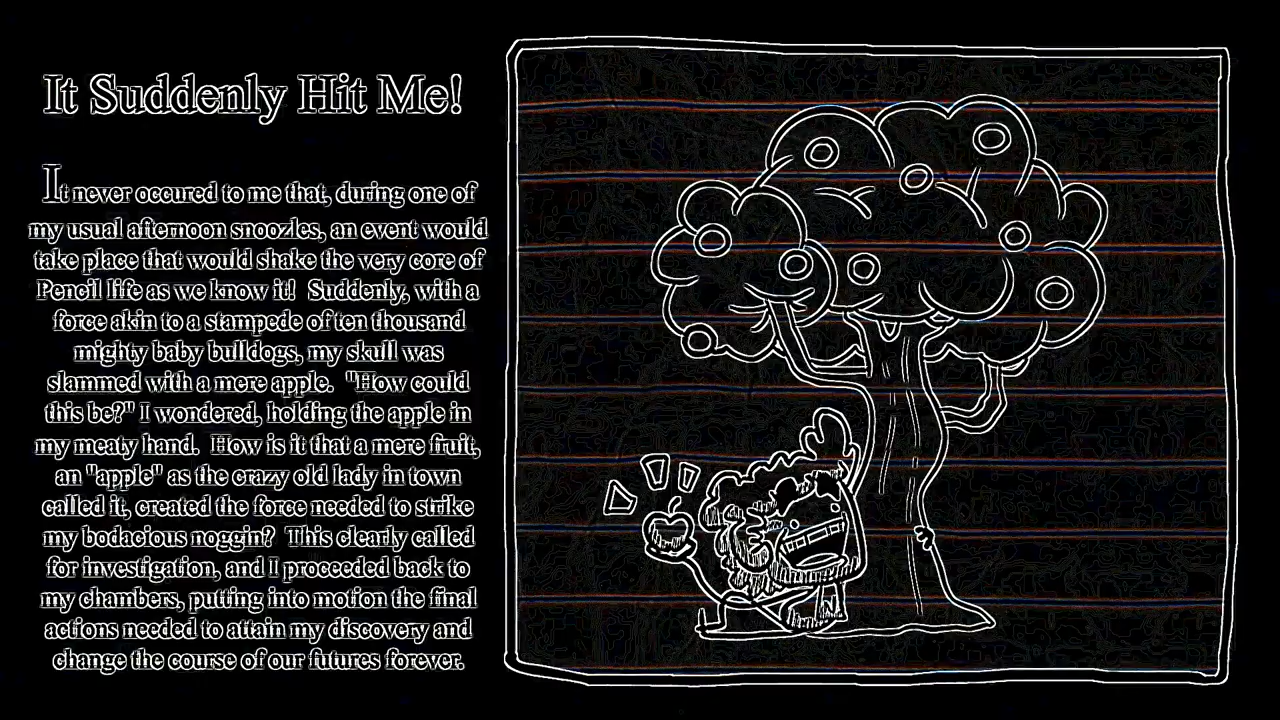 It Suddenly Hit Me!
It never occured to me that, during one of
my usual afternoon snoozles, an event would
take place that would shake the very core of
Pencil life as we know it!  Suddenly, with a
force akin to a stampede of ten thousand
mighty baby bulldogs, my skull was
slammed with a mere apple.  "How could
this be?" I wondered, holding the apple in
my meaty hand.  How is it that a mere fruit,
an "apple" as the crazy old lady in town
called it, created the force needed to strike
my bodacious noggin?  This clearly called
for investigation, and I proceeded back to
my chambers, putting into motion the final
actions needed to attain my discovery and
change the course of our futures forever.